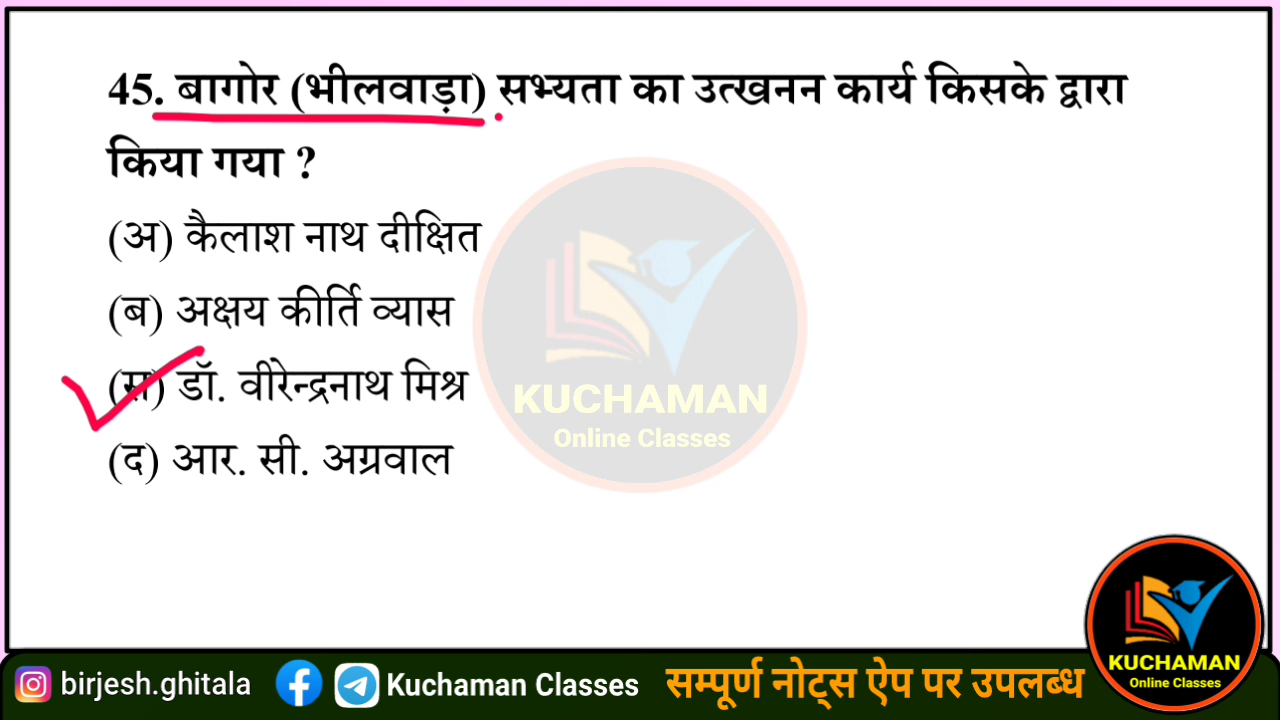 45. बागोर (भीलवाड़ा) सभ्यता का उत्खनन कार्य किसके द्वारा
किया गया ?
(अ) कैलाश नाथ दीक्षित
(ब) अक्षय कीर्ति व्यास
(स) डॉ. वीरेन्द्रनाथ मिश्र
(द) आर. सी. अग्रवाल
KUCHAMAN
Online Classes
KUCHAMAN
Online Classes
birjesh.ghitala
Kuchaman Classes
सम्पूर्ण नोट्स ऐप पर उपलब्ध